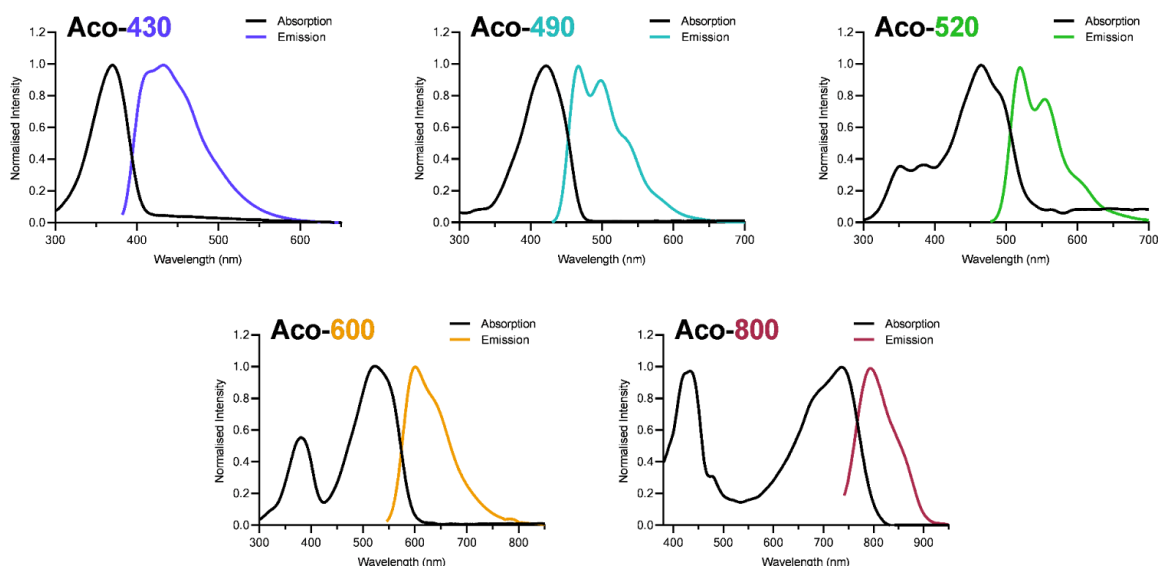 Aco-430
Absorption
Emission
1.2
1.0
0.8
0.6
0.4
0.2
0.0
Normalised Intensity
300 400 500 600
Wavelength (nm)
Aco-490
Absorption
Emission
1.2
1.0
0.8
0.6
0.4
0.2
0.0
Normalised Intensity
300 400 500 600 700
Wavelength (nm)
Aco-520
Absorption
Emission
1.2
1.0
0.8
0.6
0.4
0.2
0.0
Normalised Intensity
300 400 500 600 700
Wavelength (nm)
Aco-600
Absorption
Emission
1.2
1.0
0.8
0.6
0.4
0.2
0.0
Normalised Intensity
300 400 500 600 700 800
Wavelength (nm)
Aco-800
Absorption
Emission
1.2
1.0
0.8
0.6
0.4
0.2
0.0
Normalised Intensity
400 500 600 700 800 900
Wavelength (nm)